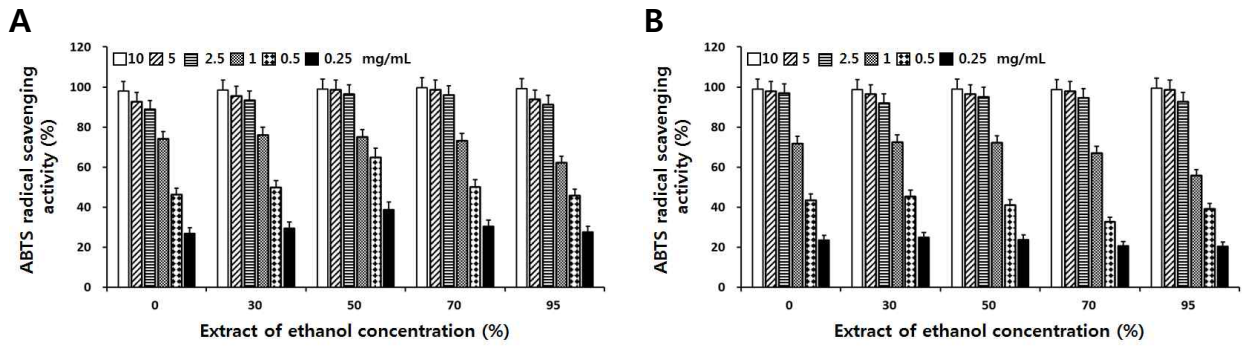 A
120
100
80
60
40
20
0
ABTS radical scavenging
activity (%)
10 5 2.5 1 0.5 0.25 mg/mL
0 30 50 70 95
Extract of ethanol concentration (%)
B
120
100
80
60
40
20
0
ABTS radical scavenging
activity (%)
10 5 2.5 1 0.5 0.25 mg/mL
0 30 50 70 95
Extract of ethanol concentration (%)